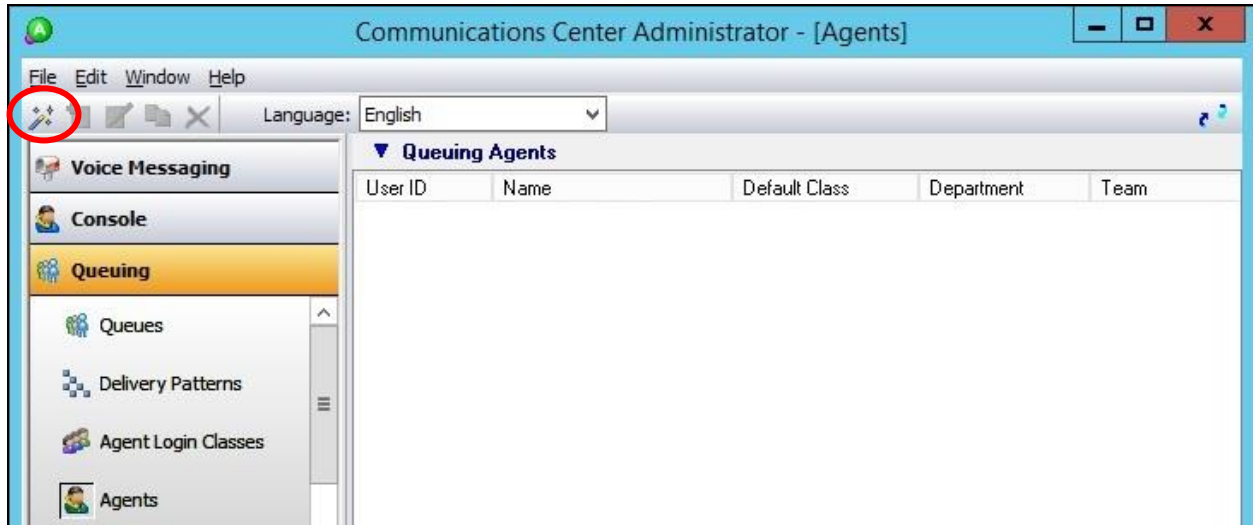 Communications Center Administrator - [Agents]
File Edit Window Help
Language: English
Voice Messaging
Console
Queuing
Queues
Delivery Patterns
Agent Login Classes
Agents
Queuing Agents
User ID Name Default Class Department Team